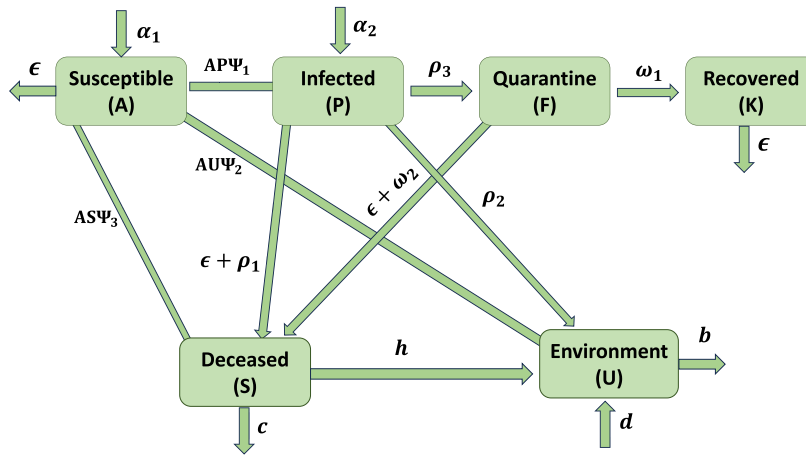 α₁
α₂
ϵ
Susceptible
(A)
APΨ₁
Infected
(P)
ρ₃
Quarantine
(F)
ω₁
Recovered
(K)
ϵ
AUΨ₂
ASΨ₃
ϵ + ω₂
ρ₂
ϵ + ρ₁
Deceased
(S)
h
Environment
(U)
b
c
d